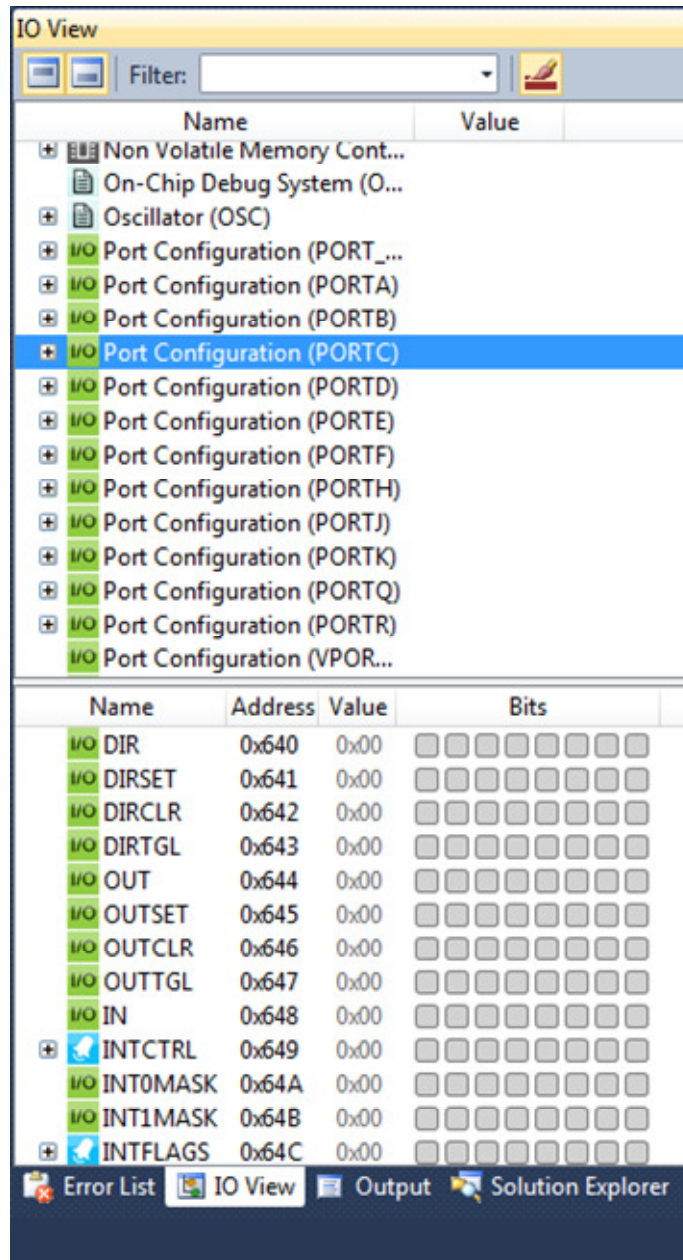 IO View
Filter:
Name Value
Non Volatile Memory Cont...
On-Chip Debug System (O...
Oscillator (OSC)
I/O Port Configuration (PORT_...
I/O Port Configuration (PORTA)
I/O Port Configuration (PORTB)
I/O Port Configuration (PORTC)
I/O Port Configuration (PORTD)
I/O Port Configuration (PORTE)
I/O Port Configuration (PORTF)
I/O Port Configuration (PORTH)
I/O Port Configuration (PORTJ)
I/O Port Configuration (PORTK)
I/O Port Configuration (PORTQ)
I/O Port Configuration (PORTR)
I/O Port Configuration (VPOR...
Name Address Value Bits
I/O DIR 0x640 0x00
I/O DIRSET 0x641 0x00
I/O DIRCLR 0x642 0x00
I/O DIRTGL 0x643 0x00
I/O OUT 0x644 0x00
I/O OUTSET 0x645 0x00
I/O OUTCLR 0x646 0x00
I/O OUTTGL 0x647 0x00
I/O IN 0x648 0x00
INTCTRL 0x649 0x00
I/O INT0MASK 0x64A 0x00
I/O INT1MASK 0x64B 0x00
INTFLAGS 0x64C 0x00
Error List IO View Output Solution Explorer